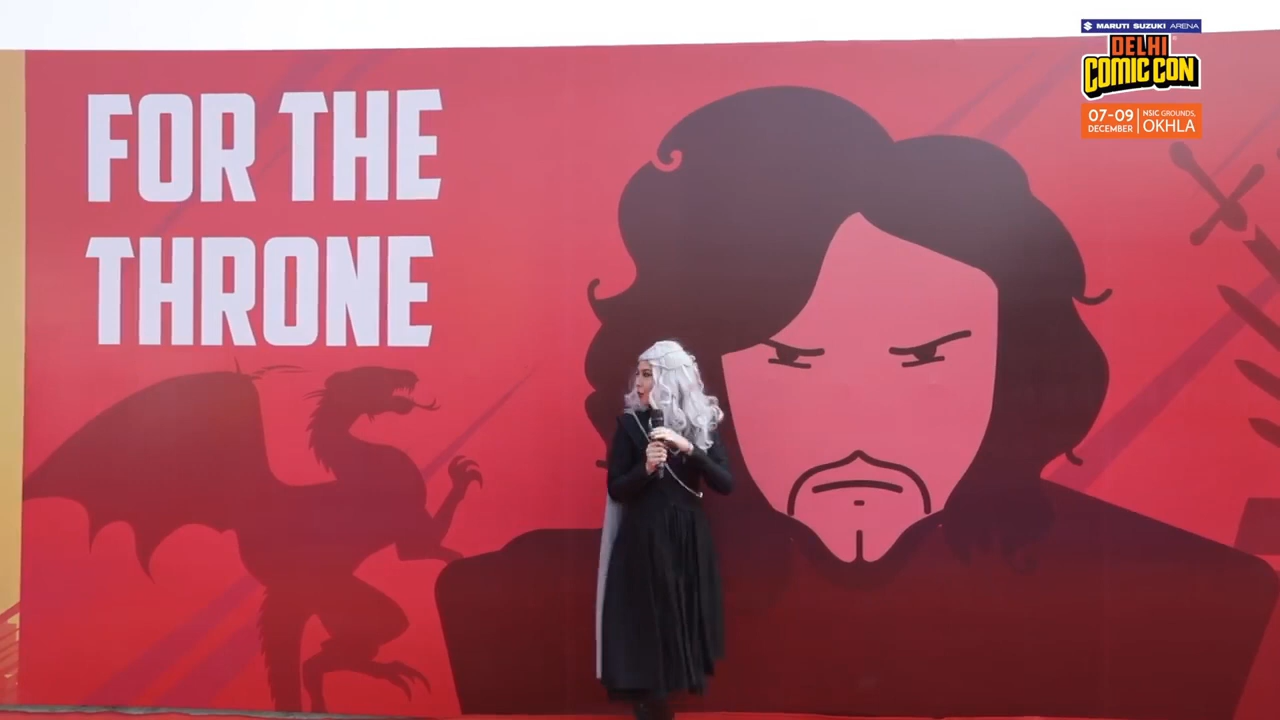 FOR THE
THRONE
MARUTI SUZUKI ARENA
DELHI
COMIC CON
07-09
DECEMBER
NSIC GROUNDS,
OKHLA